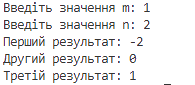 Введіть значення m: 1
Введіть значення n: 2
Перший результат: -2
Другий результат: 0
Третій результат: 1